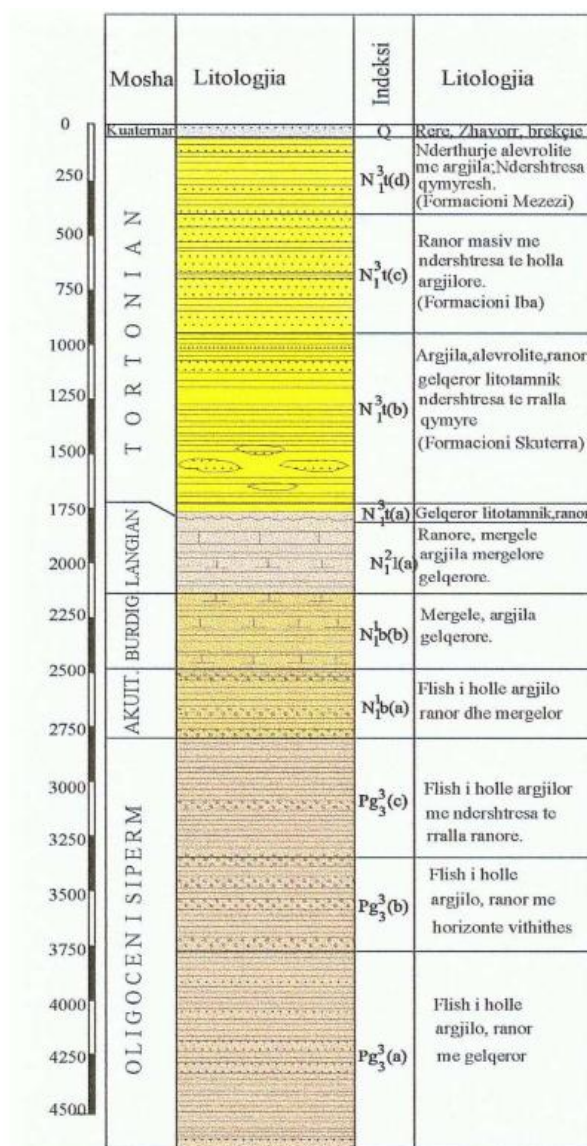 Mosha
Litologjia
Indeksi
Litologjia
0
250
500
750
1000
1250
1500
1750
2000
2250
2500
2750
3000
3250
3500
3750
4000
4250
4500
Kuaternar
TORTONIAN
LANGIAN
BURDIG
AKUIT.
OLIGOCENI SIPERM
Q
Rere, Zhavorr, brekçie
N₁³t(d)
Nderthurje alevrolite
me argjila;Ndershtresa
qymyresh.
(Formacioni Mezezi)
N₁³t(c)
Ranor masiv me
ndershtresa te holla
argjilore.
(Formacioni Iba)
N₁³t(b)
Argjila,alevrolite,ranor
gelqeror litotamnik
ndershtresa te rralla
qymyre
(Formacioni Skuterra)
N₁³t(a)
Gelqeror litotamnik,ranor
N₁²l(a)
Ranore, mergele
argjila mergelore
gelqerore.
N₁¹b(b)
Mergele, argjila
gelqerore.
N₁¹b(a)
Flish i holle argjilo
ranor dhe mergelor
Pg₃³(c)
Flish i holle argjilor
me ndershtresa te
rralla ranore.
Pg₃³(b)
Flish i holle
argjilo, ranor me
horizonte vithithes
Pg₃³(a)
Flish i holle
argjilo, ranor
me gelqeror